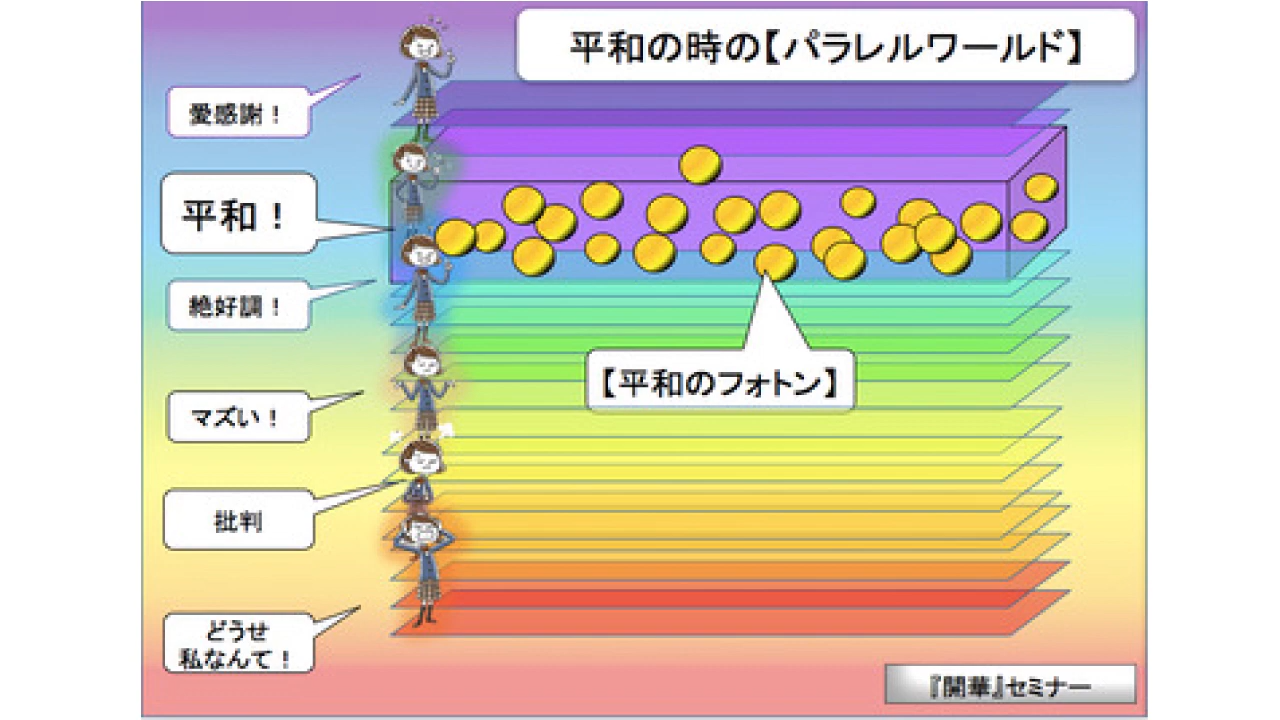 平和の時の【パラレルワールド】
愛感謝！
平和！
絶好調！
【平和のフォトン】
マズい！
批判
どうせ
私なんて！
『開華』セミナー